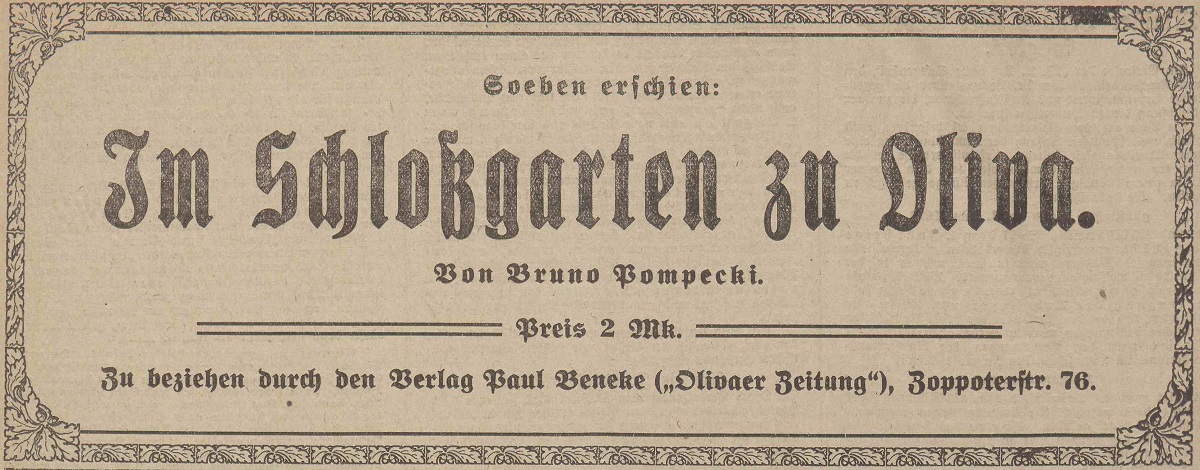 Soeben erschien:
Im Schloßgarten zu Oliva.
Von Bruno Pompecki.
Preis 2 Mk.
Zu beziehen durch den Verlag Paul Beneke („Olivaer Zeitung“), Zoppoterstr. 76.